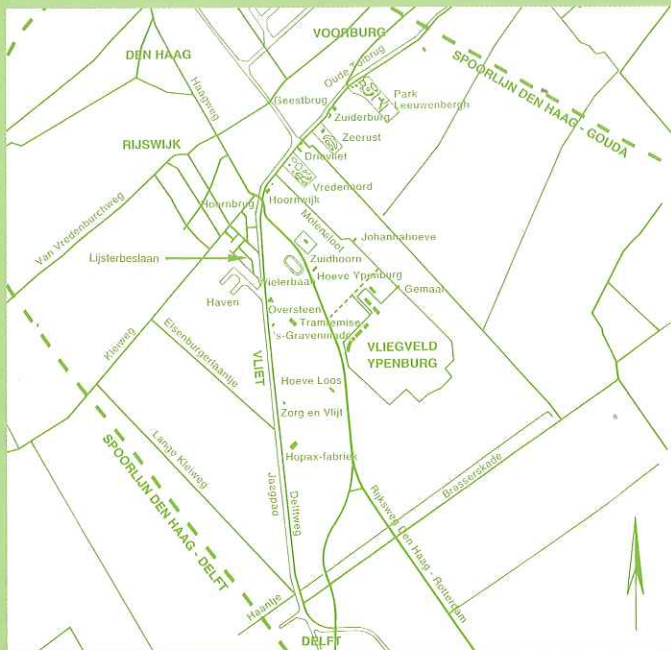 VOORBURG
DEN HAAG
Oude Tolbrug
SPOORLIJN DEN HAAG - GOUDA
Haagweg
Park
Leeuwenbergh
Geestbrug
Zuiderburg
Zeerust
RIJSWIJK
Drievliet
Vredenoord
Hoornbrug
Hoornwijk
Van Vredenburchweg
Molensloot
Johannahoeve
Zuidhoorn
Lijsterbeslaan
Hoeve Ypenburg
Wielerbaan
Gemaal
Haven
Oversteen
Tramremise
's-Gravenmade
Kleiweg
Elsenburgerlaantje
VLIEGVELD
YPENBURG
VLIET
Hoeve Loos
Zorg en Vlijt
Lange Kleiweg
Hopax-fabriek
SPOORLIJN DEN HAAG - DELFT
Jaagpad
Delftweg
Brasserskade
Rijksweg Den Haag - Rotterdam
Haantje
DELFT